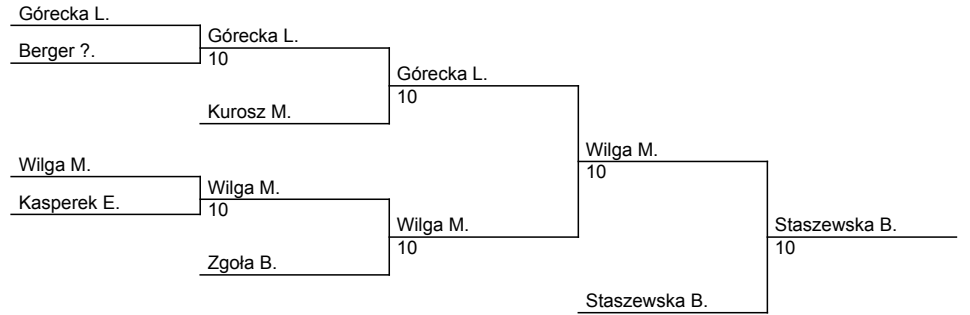 Górecka L.
Berger ?.
Górecka L.
10
Kurosz M.
Górecka L.
10
Wilga M.
Kasperek E.
Wilga M.
10
Zgoła B.
Wilga M.
10
Wilga M.
10
Staszewska B.
Staszewska B.
10